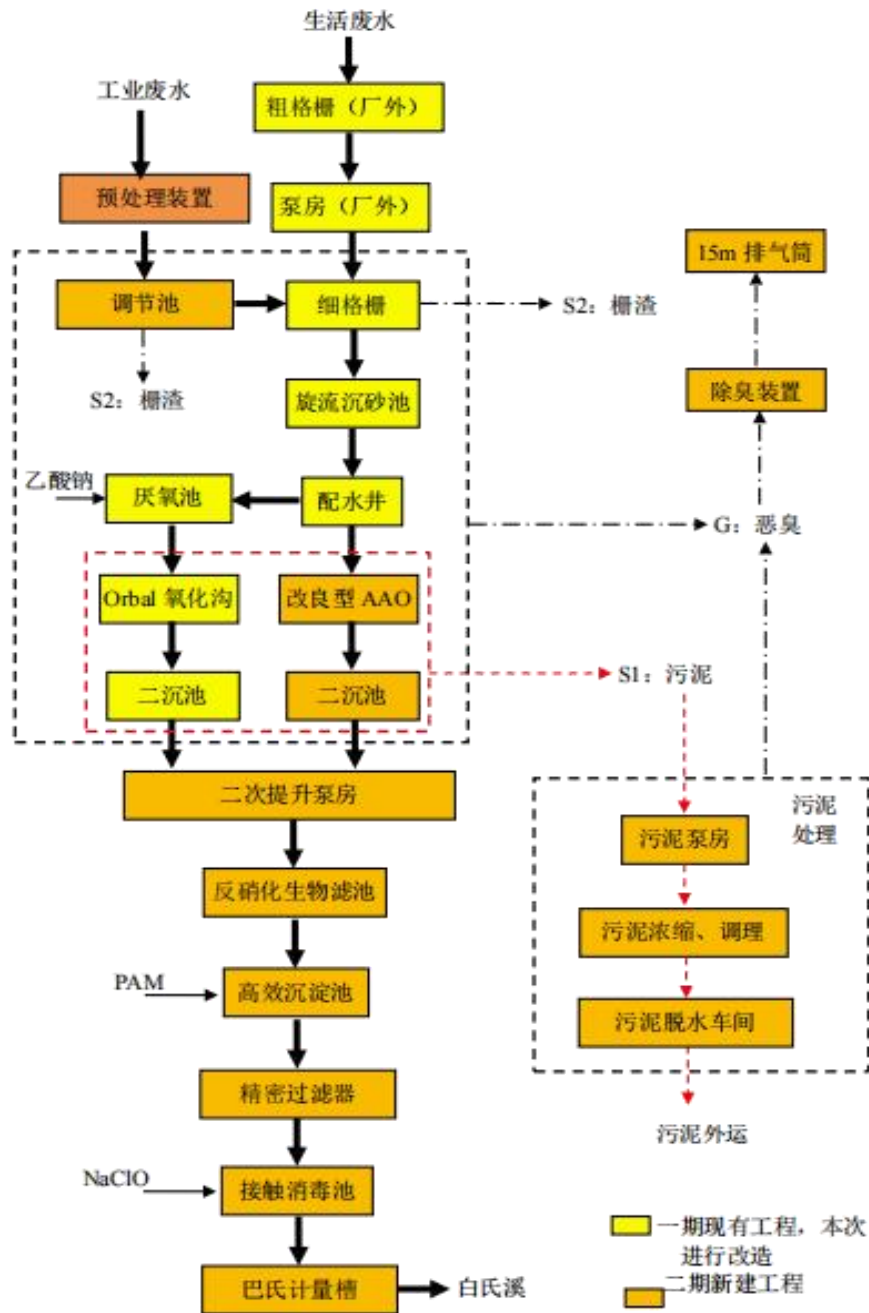 生活废水
工业废水
粗格栅（厂外）
预处理装置
泵房（厂外）
15m 排气筒
调节池
细格栅
S2：栅渣
S2：栅渣
旋流沉砂池
除臭装置
乙酸钠
厌氧池
配水井
G：恶臭
Orbal 氧化沟
改良型 AAO
S1：污泥
二沉池
二沉池
二次提升泵房
污泥
处理
污泥泵房
反硝化生物滤池
污泥浓缩、调理
PAM
高效沉淀池
污泥脱水车间
精密过滤器
污泥外运
NaClO
接触消毒池
一期现有工程，本次
进行改造
巴氏计量槽
白氏溪
二期新建工程